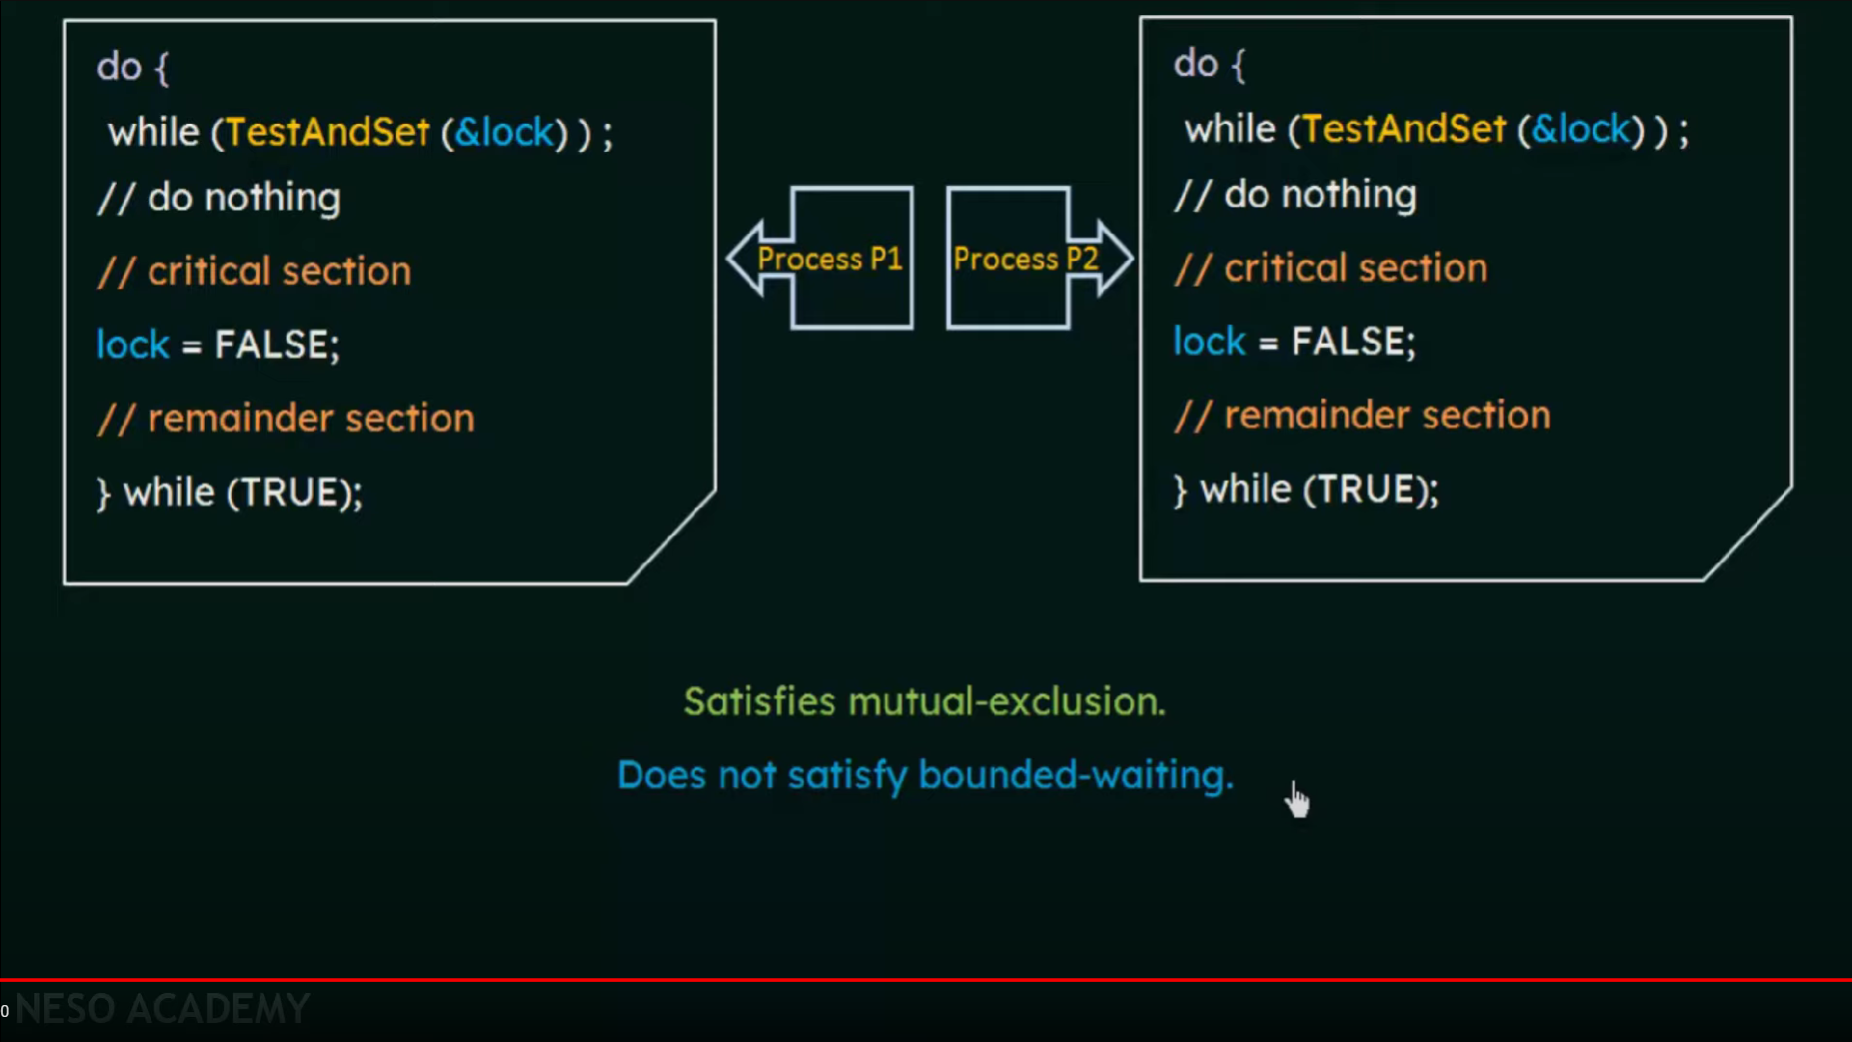 do {
while (TestAndSet (&lock) ) ;
// do nothing
// critical section
lock = FALSE;
// remainder section
} while (TRUE);
Process P1
Process P2
do {
while (TestAndSet (&lock) ) ;
// do nothing
// critical section
lock = FALSE;
// remainder section
} while (TRUE);
Satisfies mutual-exclusion.
Does not satisfy bounded-waiting.
0
NESO ACADEMY